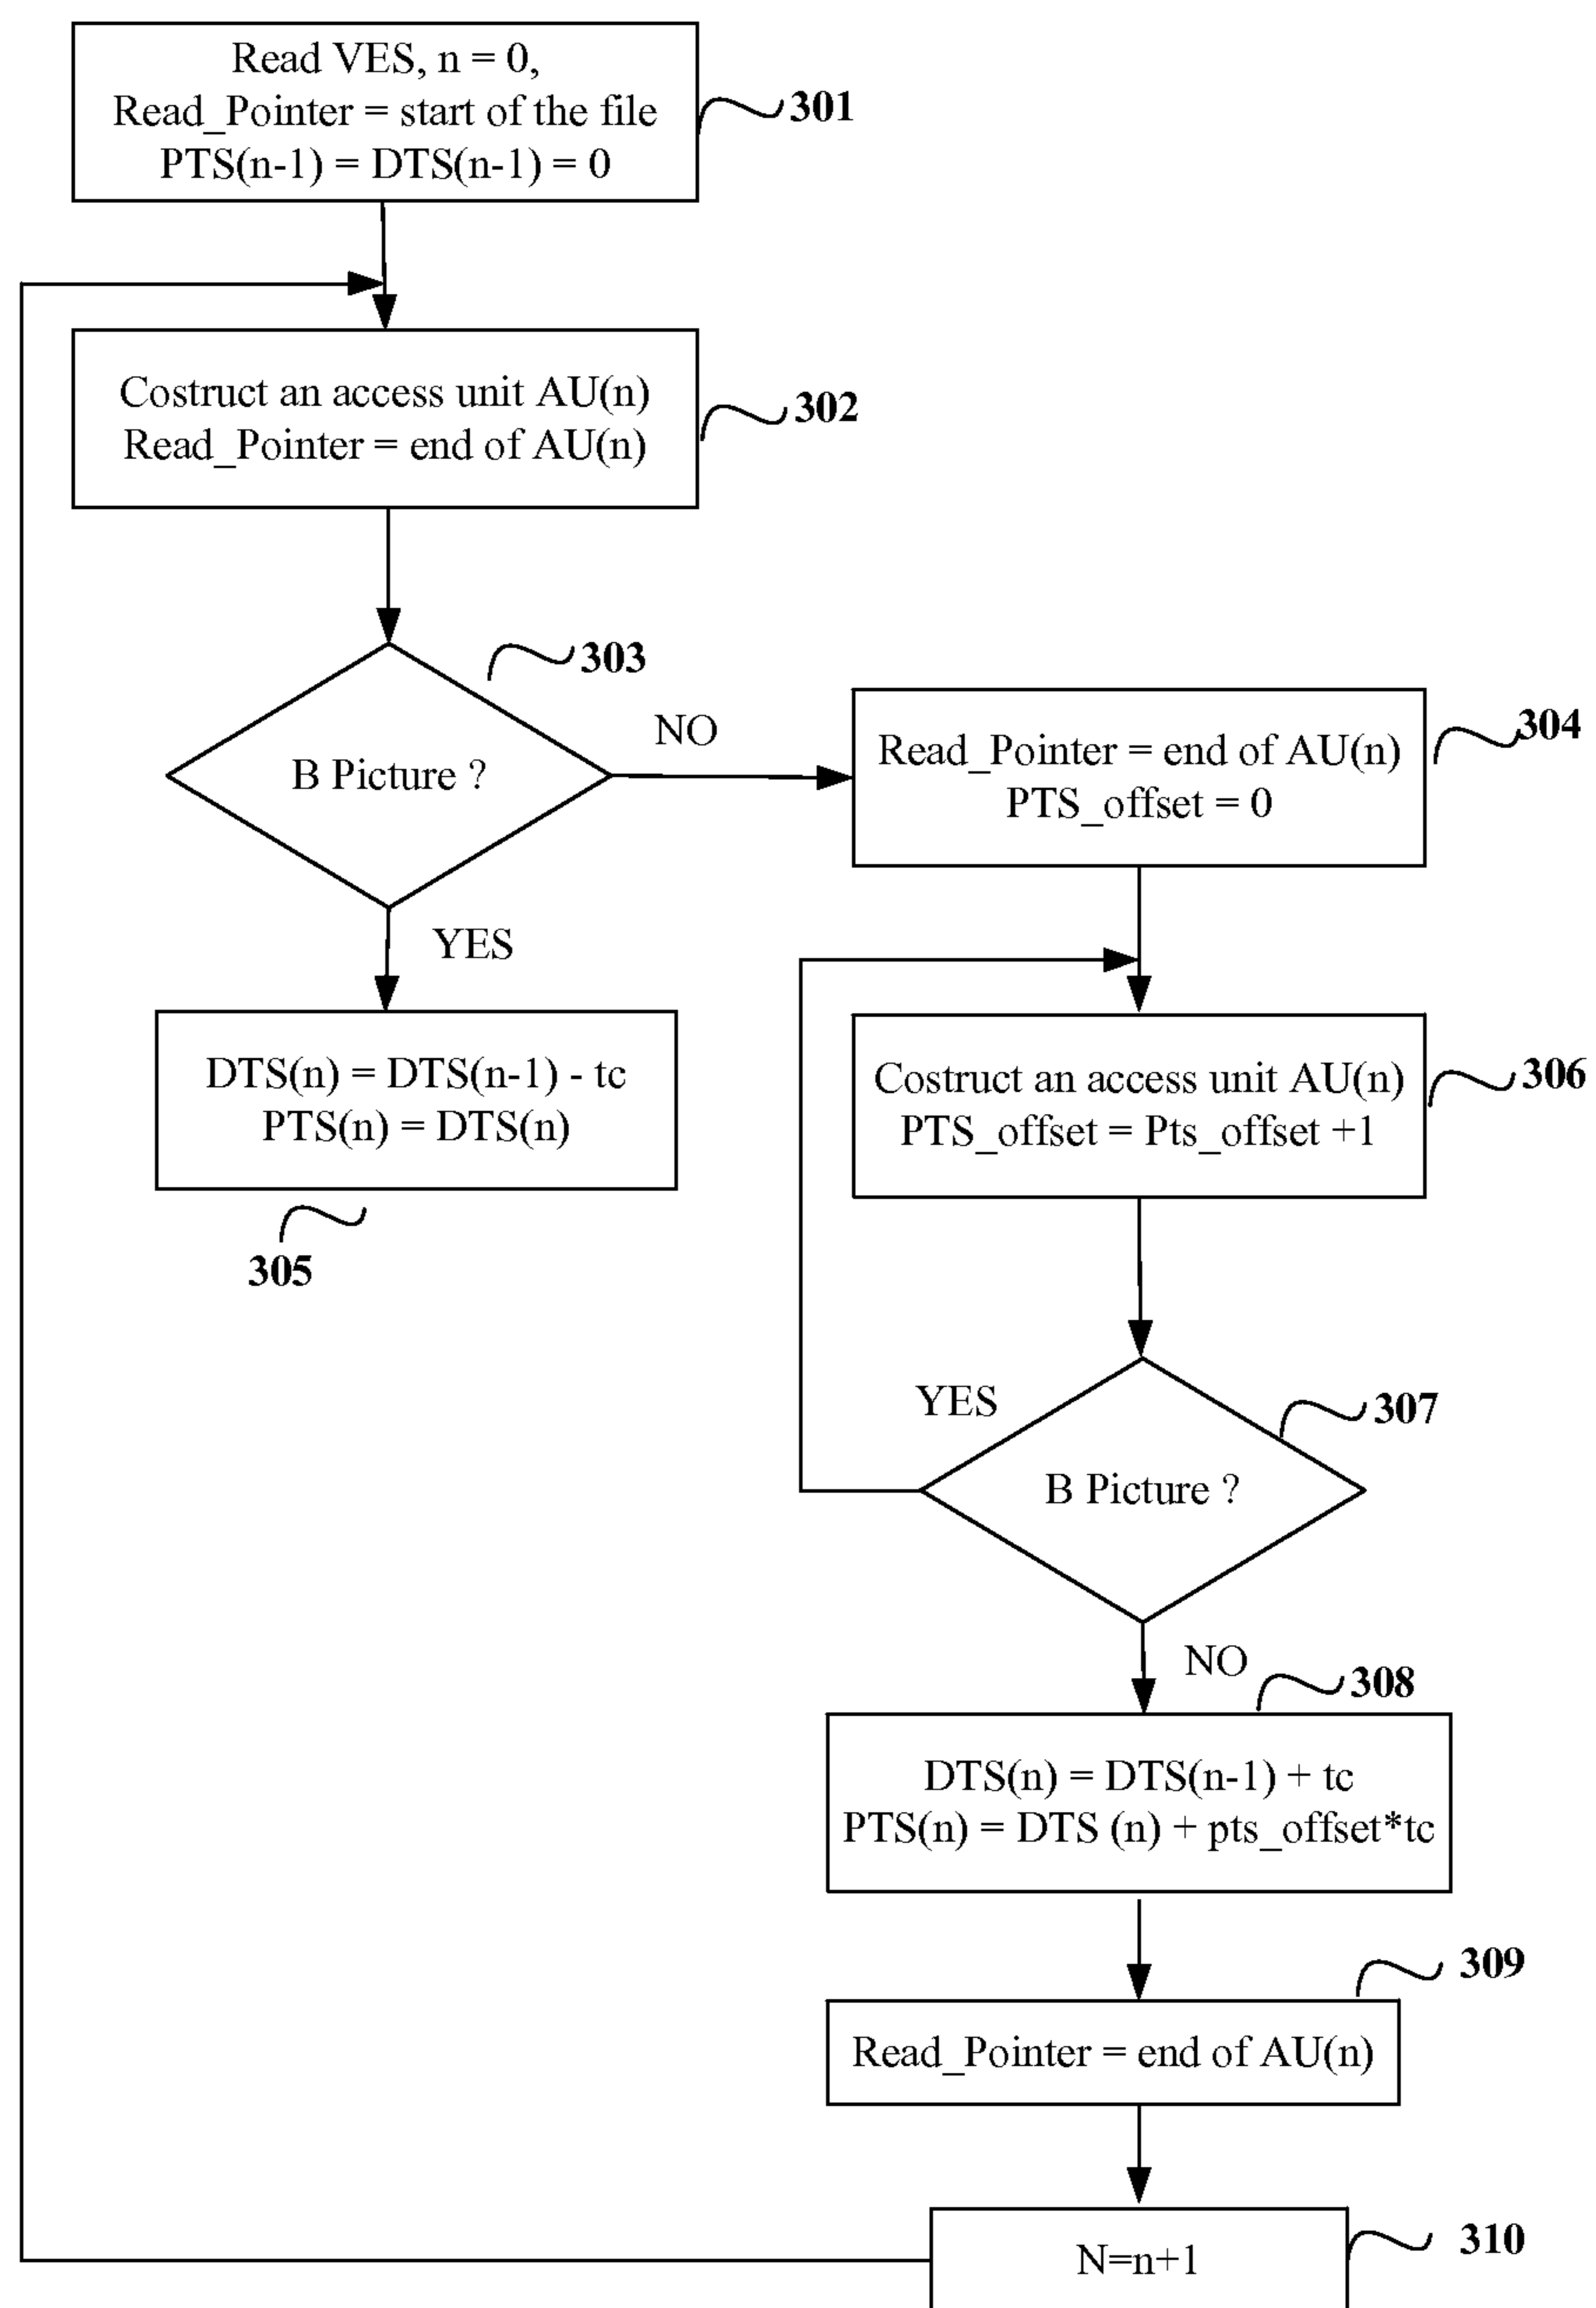 Read VES, n = 0,
Read_Pointer = start of the file
PTS(n-1) = DTS(n-1) = 0
301
Costruct an access unit AU(n)
Read_Pointer = end of AU(n)
302
303
B Picture ?
NO
YES
Read_Pointer = end of AU(n)
PTS_offset = 0
304
DTS(n) = DTS(n-1) - tc
PTS(n) = DTS(n)
305
Costruct an access unit AU(n)
PTS_offset = Pts_offset +1
306
YES
307
B Picture ?
NO
308
DTS(n) = DTS(n-1) + tc
PTS(n) = DTS (n) + pts_offset*tc
309
Read_Pointer = end of AU(n)
310
N=n+1